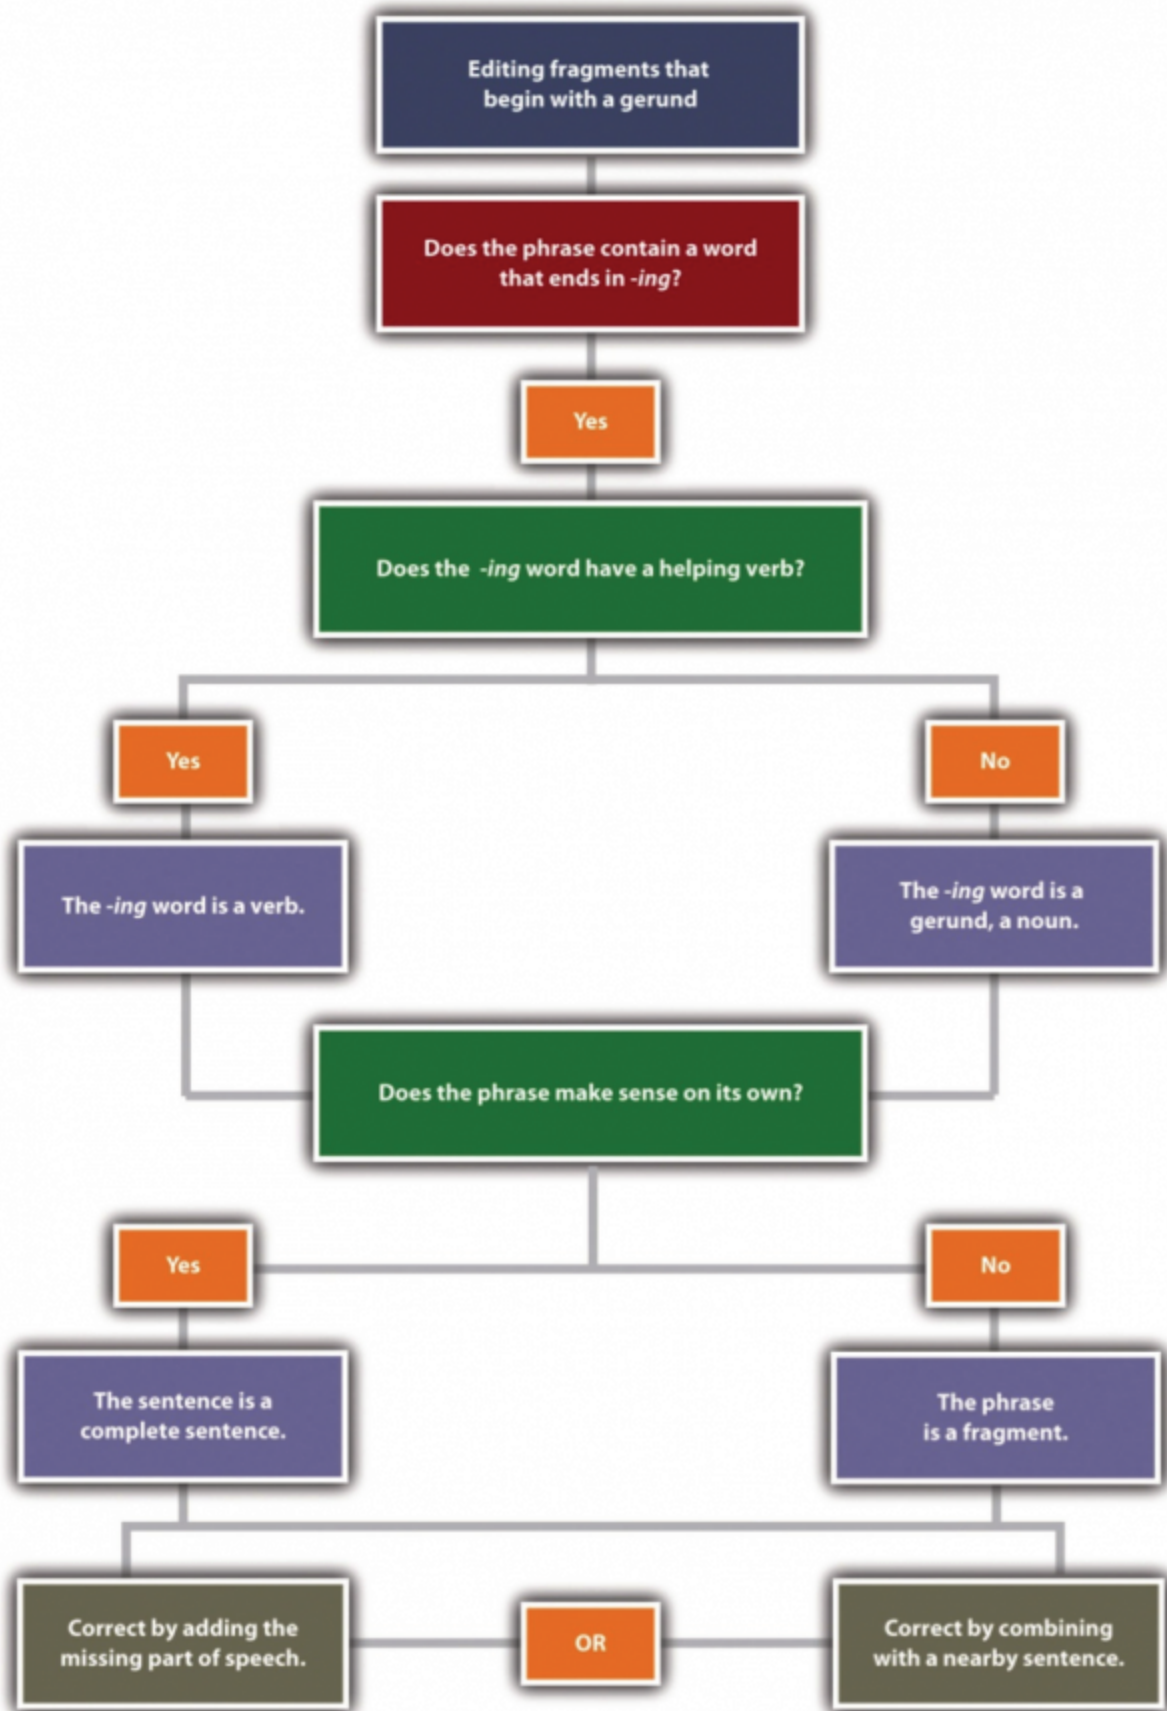 Editing fragments that
begin with a gerund
Does the phrase contain a word
that ends in -ing?
Yes
Does the -ing word have a helping verb?
Yes
No
The -ing word is a verb.
The -ing word is a
gerund, a noun.
Does the phrase make sense on its own?
Yes
No
The sentence is a
complete sentence.
The phrase
is a fragment.
Correct by adding the
missing part of speech.
OR
Correct by combining
with a nearby sentence.